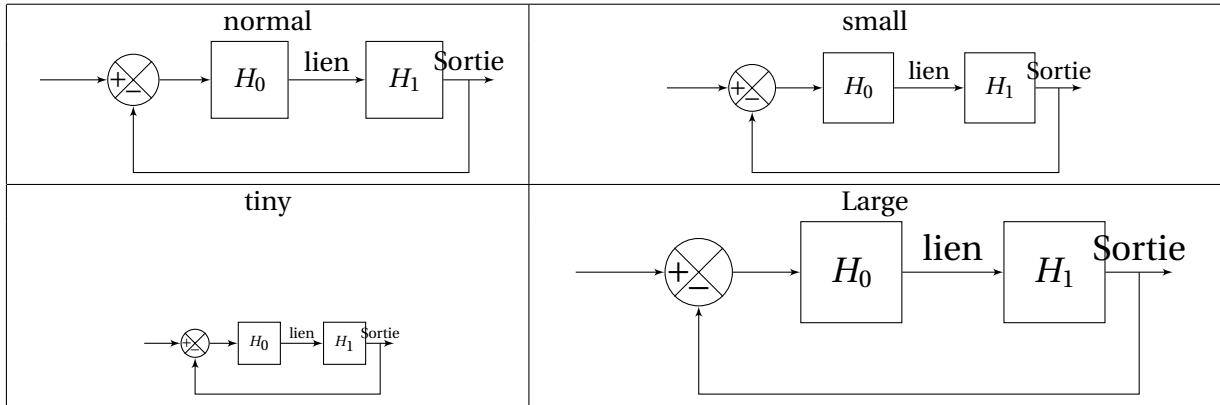 normal
+ − H₀ lien H₁ Sortie
small
+ − H₀ lien H₁ Sortie
tiny
+ − H₀ lien H₁ Sortie
Large
+ − H₀ lien H₁ Sortie